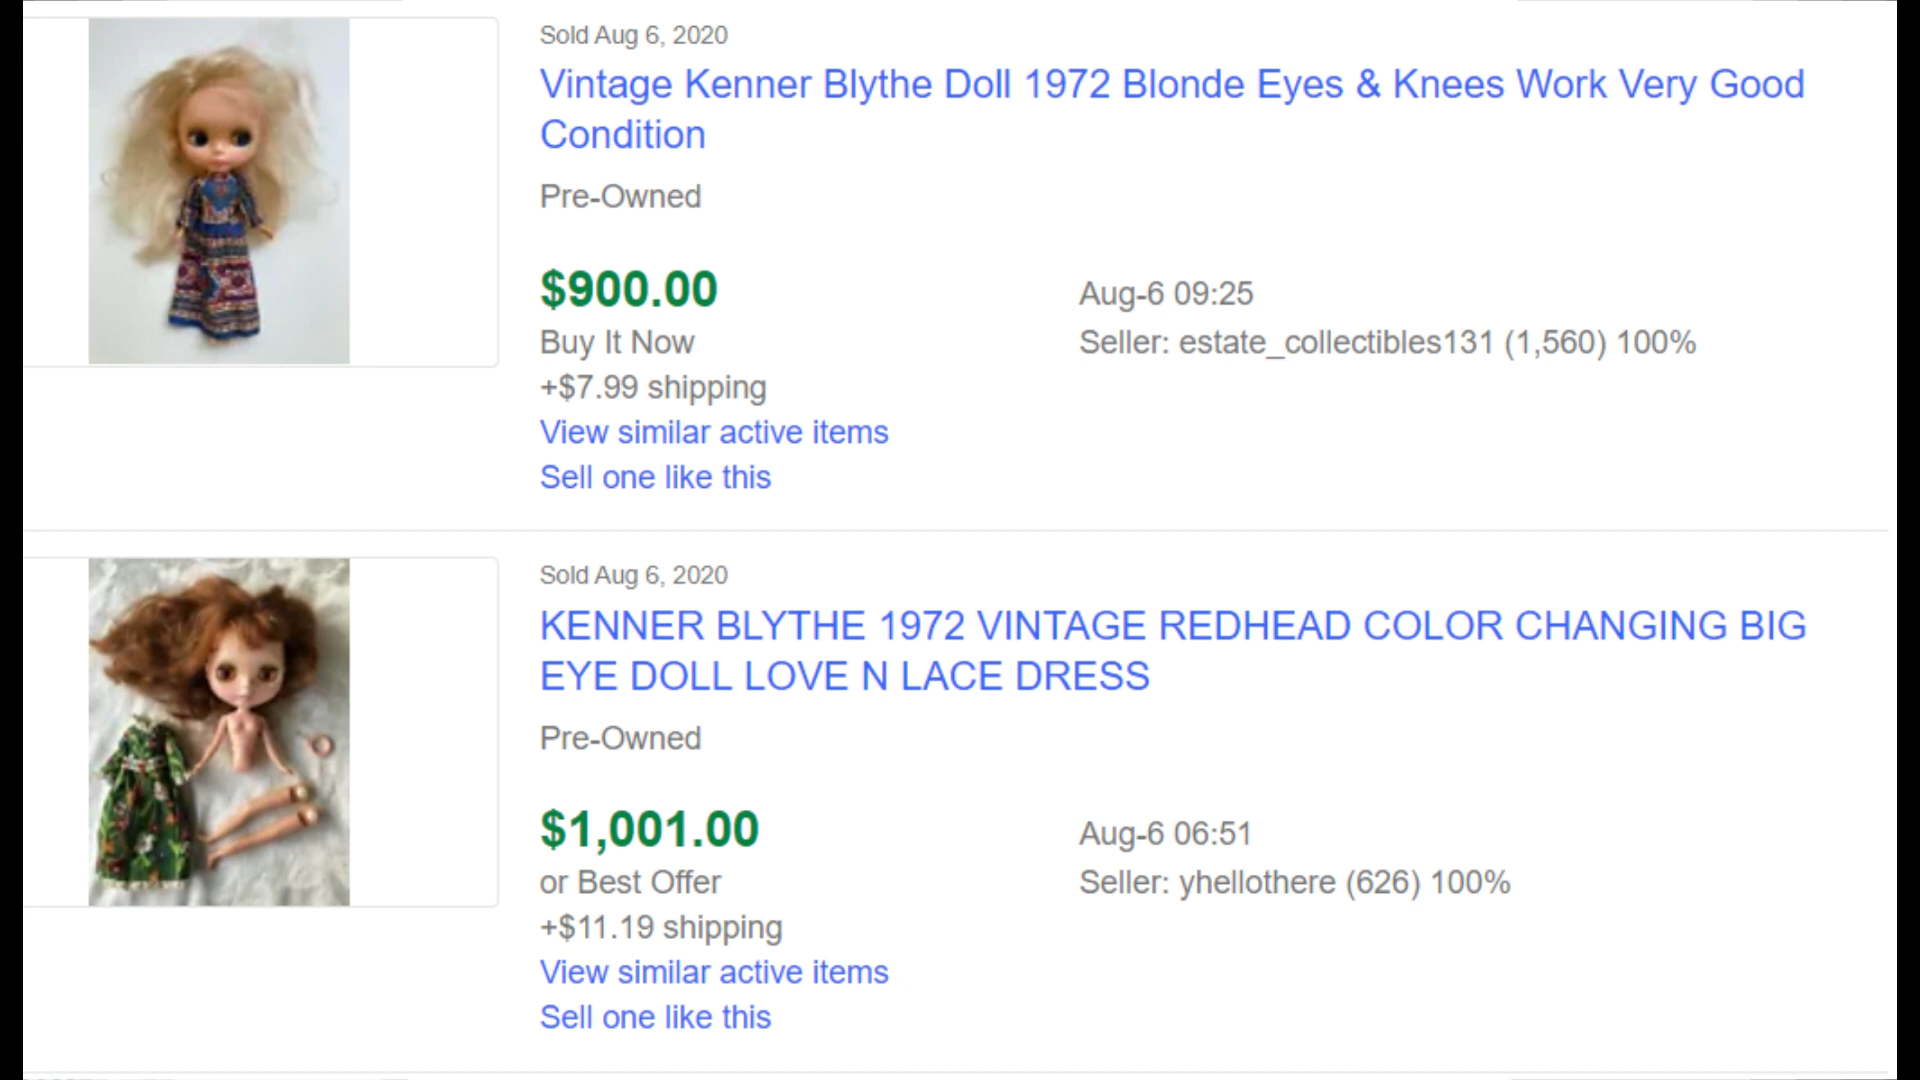 Sold Aug 6, 2020
Vintage Kenner Blythe Doll 1972 Blonde Eyes & Knees Work Very Good
Condition
Pre-Owned
$900.00
Buy It Now
+$7.99 shipping
View similar active items
Sell one like this
Aug-6 09:25
Seller: estate_collectibles131 (1,560) 100%
Sold Aug 6, 2020
KENNER BLYTHE 1972 VINTAGE REDHEAD COLOR CHANGING BIG
EYE DOLL LOVE N LACE DRESS
Pre-Owned
$1,001.00
or Best Offer
+$11.19 shipping
View similar active items
Sell one like this
Aug-6 06:51
Seller: yhellothere (626) 100%